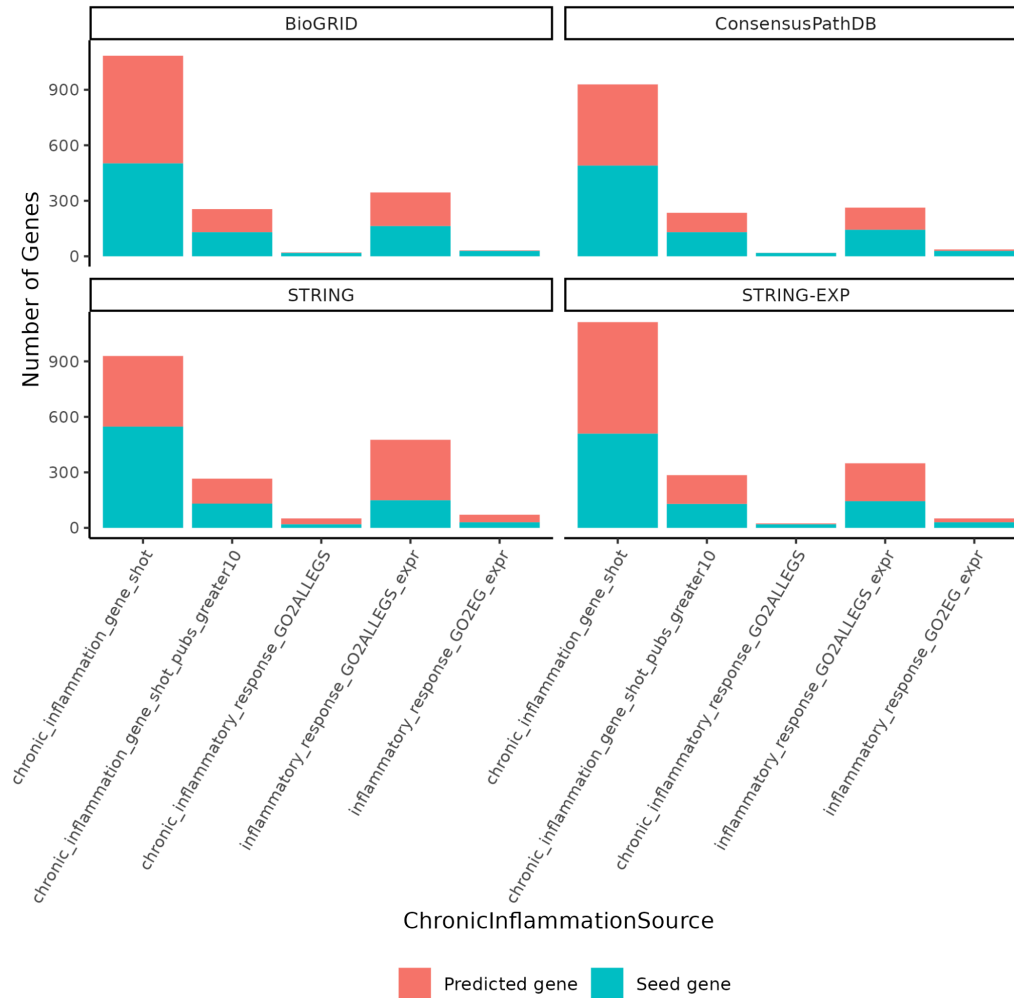 BioGRID
ConsensusPathDB
900
600
300
0
STRING
STRING-EXP
900
600
300
0
Number of Genes
chronic_inflammation_gene_shot
chronic_inflammation_gene_shot_pubs_greater10
chronic_inflammatory_response_GO2ALLEGS
inflammatory_response_GO2ALLEGS_expr
inflammatory_response_GO2EG_expr
chronic_inflammation_gene_shot
chronic_inflammation_gene_shot_pubs_greater10
chronic_inflammatory_response_GO2ALLEGS
inflammatory_response_GO2ALLEGS_expr
inflammatory_response_GO2EG_expr
ChronicInflammationSource
Predicted gene
Seed gene